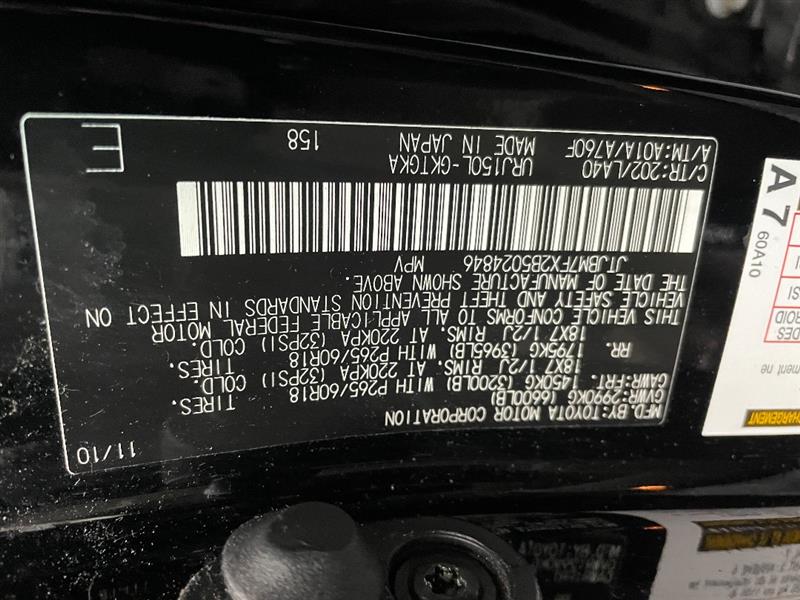 MFD.BY:TOYOTA MOTOR CORPORATION 11/10
GVWR:2990KG (6600LB)
GAWR:FRT. 1450KG (3200LB) WITH P265/60R18 TIRES.
18X7 1/2J RIMS, AT 220KPA (32PSI) COLD.
RR. 1795KG (3965LB) WITH P265/60R18 TIRES.
18X7 1/2J RIMS, AT 220KPA (32PSI) COLD.
THIS VEHICLE CONFORMS TO ALL APPLICABLE FEDERAL MOTOR
VEHICLE SAFETY AND THEFT PREVENTION STANDARDS IN EFFECT ON
THE DATE OF MANUFACTURE SHOWN ABOVE.
JTJBM7FX2B5024846 MPV
C/TR:202/LA40 URJ150L-GKTGKA 158 E
A/TM:A01A/A760F MADE IN JAPAN
A 7
60A10
CHARGEMENT